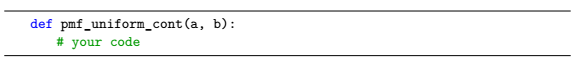 def pmf_uniform_cont(a, b):
    # your code